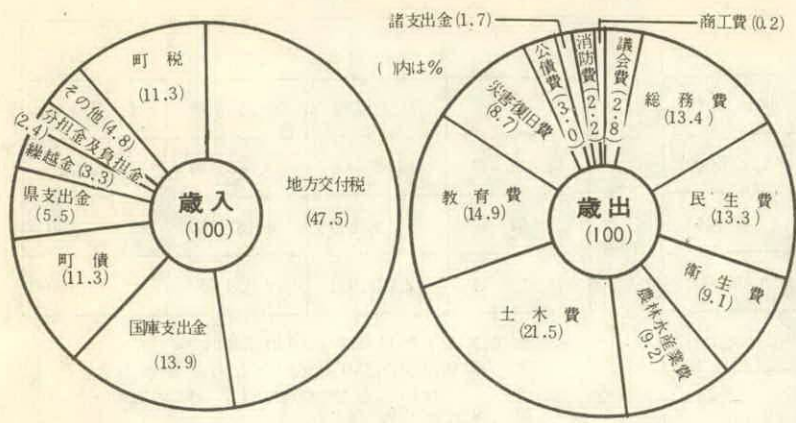 諸支出金(1.7)
商工費(0.2)
( )内は%
町税
(11.3)
その他(4.8)
分担金及負担金
(2.4)
繰越金(3.3)
県支出金
(5.5)
町債
(11.3)
国庫支出金
(13.9)
地方交付税
(47.5)
歳入
(100)
公債費(3.0)
消防費(2.2)
議会費(2.8)
災害復旧費
(8.7)
総務費
(13.4)
教育費
(14.9)
民生費
(13.3)
歳出
(100)
衛生費
(9.1)
農林水産業費
(9.2)
土木費
(21.5)